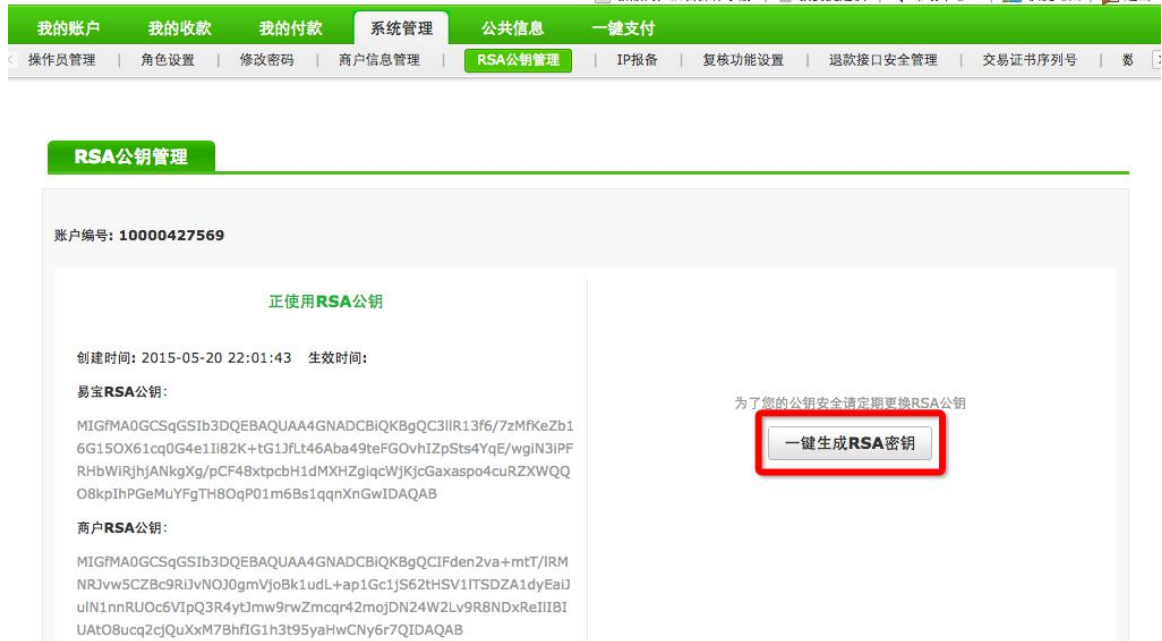 我的账户 我的收款 我的付款 系统管理 公共信息 一键支付
操作员管理 | 角色设置 | 修改密码 | 商户信息管理 | RSA公钥管理 | IP报备 | 复核功能设置 | 退款接口安全管理 | 交易证书序列号 |
RSA公钥管理
账户编号: 10000427569
正使用RSA公钥
创建时间: 2015-05-20 22:01:43 生效时间:
易宝RSA公钥:
MIGfMA0GCSqGSIb3DQEBAQUAA4GNADCBiQKBgQC3lIR13f6/7zMfKeZb1
6G15OX61cq0G4e1Ii82K+tG1JfLt46Aba49teFGOvhIZpSts4YqE/wgiN3iPF
RHbWiRjhjANkgXg/pCF48xtpcbH1dMXHZgiqcWjKjcGaxaspo4cuRZXWQQ
O8kpIhPGeMuYFgTH8OqP01m6Bs1qqnXnGwIDAQAB
商户RSA公钥:
MIGfMA0GCSqGSIb3DQEBAQUAA4GNADCBiQKBgQCIFden2va+mtT/lRM
NRJvw5CZBc9RiJvNOJ0gmVjoBk1udL+ap1Gc1jS62tHSV1lTSDZA1dyEaiJ
ulN1nnRUOc6VIpQ3R4ytJmw9rwZmcqr42mojDN24W2Lv9R8NDxReIlIBI
UAtO8ucq2cjQuXxM7BhfIG1h3t95yaHwCNy6r7QIDAQAB
为了您的公钥安全请定期更换RSA公钥
一键生成RSA密钥